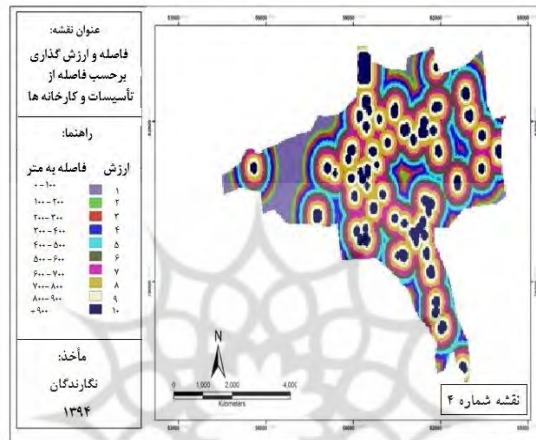 عنوان نقشه:
فاصله و ارزش گذاری
برحسب فاصله از
تأسیسات و کارخانه ها
راهنما:
ارزش فاصله به متر
۱ ۰-۱۰۰
۲ ۱۰۰-۲۰۰
۳ ۲۰۰-۳۰۰
۴ ۳۰۰-۴۰۰
۵ ۴۰۰-۵۰۰
۶ ۵۰۰-۶۰۰
۷ ۶۰۰-۷۰۰
۸ ۷۰۰-۸۰۰
۹ ۸۰۰-۹۰۰
۱۰ ۹۰۰+
مأخذ:
نگارندگان
۱۳۹۴
N
0 1,000 2,000 4,000
Kilometers
نقشه شماره ۴